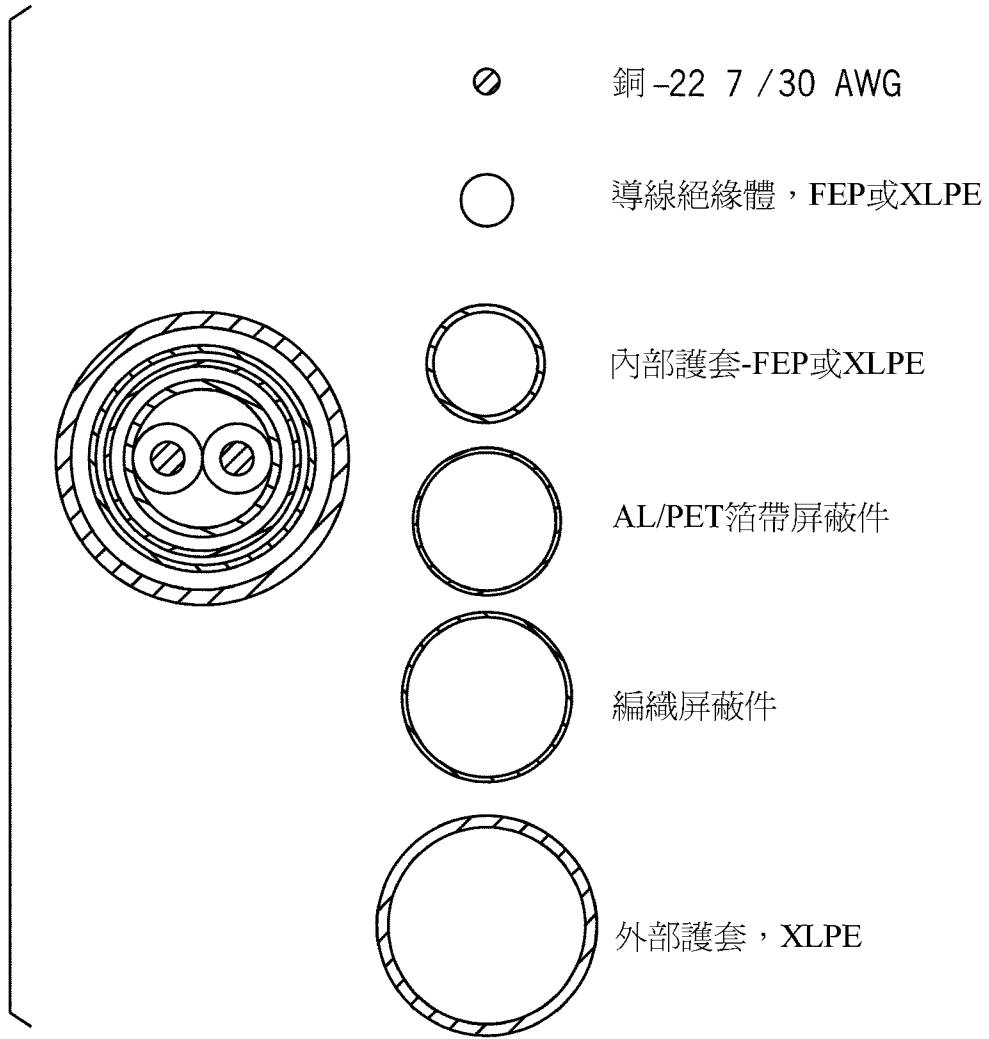 銅-22 7 /30 AWG
導線絕緣體，FEP或XLPE
內部護套-FEP或XLPE
AL/PET箔帶屏蔽件
編織屏蔽件
外部護套，XLPE